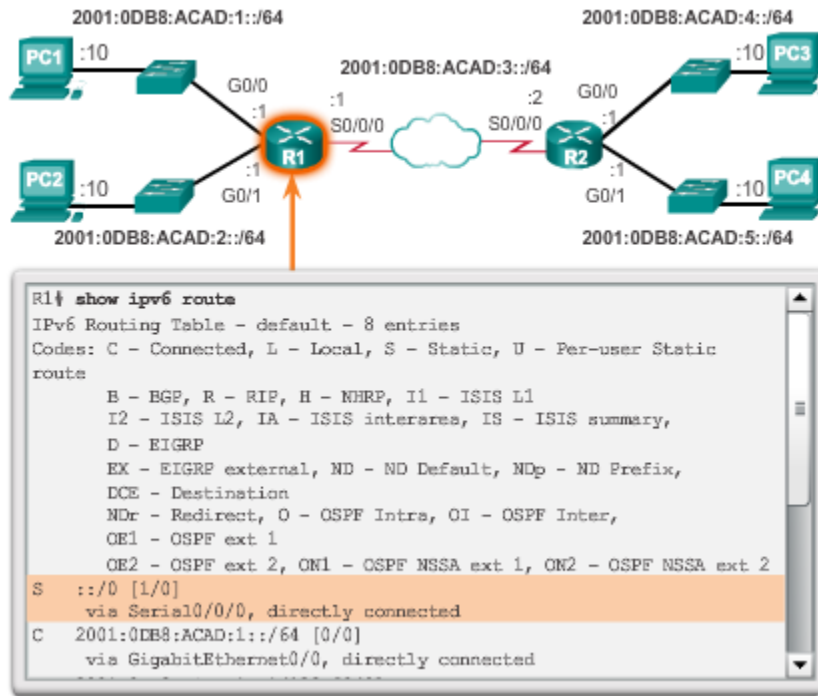 2001:0DB8:ACAD:1::/64
2001:0DB8:ACAD:4::/64
PC1
:10
G0/0
:1
2001:0DB8:ACAD:3::/64
:1
:2
S0/0/0
S0/0/0
R1
R2
G0/0
:1
:10
PC3
PC2
:10
:1
G0/1
:1
G0/1
:10
PC4
2001:0DB8:ACAD:2::/64
2001:0DB8:ACAD:5::/64
R1# show ipv6 route
IPv6 Routing Table - default - 8 entries
Codes: C - Connected, L - Local, S - Static, U - Per-user Static
route
B - BGP, R - RIP, H - NHRP, I1 - ISIS L1
I2 - ISIS L2, IA - ISIS interarea, IS - ISIS summary,
D - EIGRP
EX - EIGRP external, ND - ND Default, NDp - ND Prefix,
DCE - Destination
NDr - Redirect, O - OSPF Intra, OI - OSPF Inter,
OE1 - OSPF ext 1
OE2 - OSPF ext 2, ON1 - OSPF NSSA ext 1, ON2 - OSPF NSSA ext 2
S ::/0 [1/0]
via Serial0/0/0, directly connected
C 2001:0DB8:ACAD:1::/64 [0/0]
via GigabitEthernet0/0, directly connected